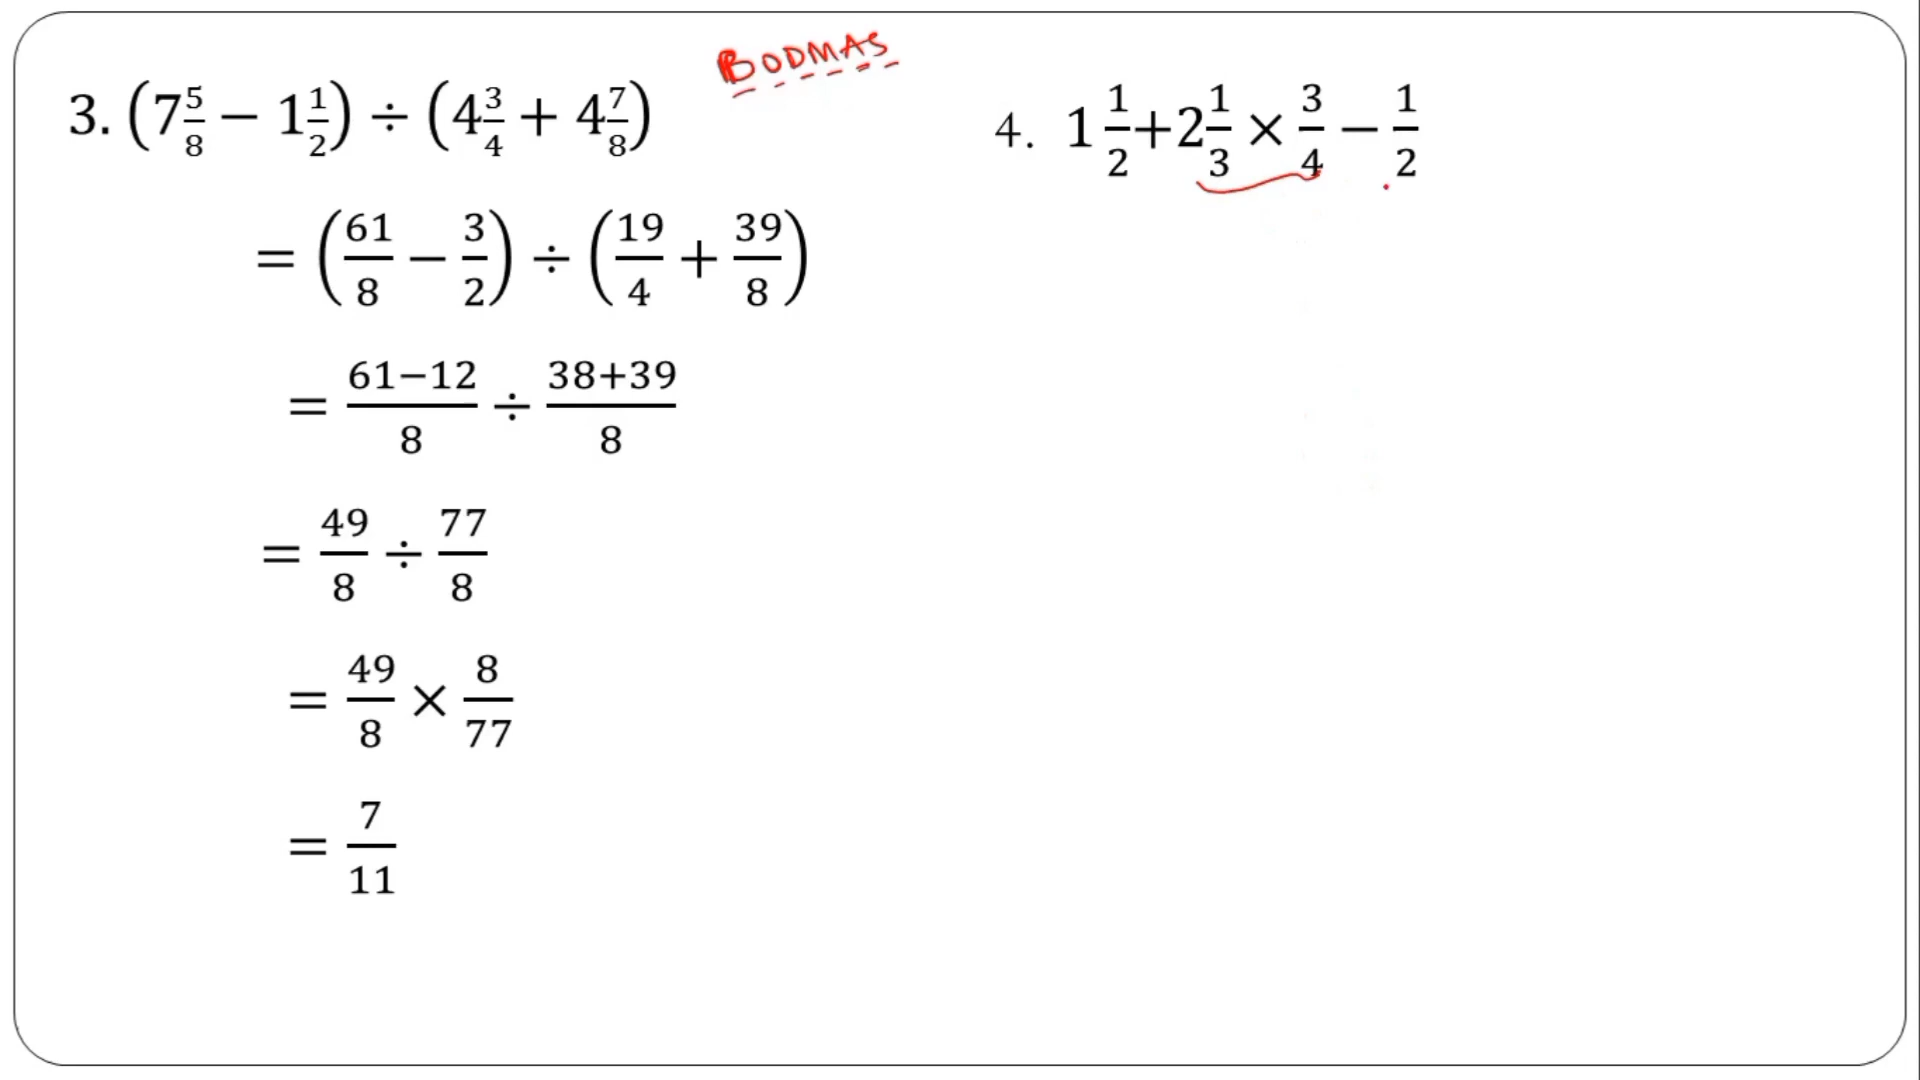 BODMAS
3. (7 5/8 − 1 1/2) ÷ (4 3/4 + 4 7/8)
= (61/8 − 3/2) ÷ (19/4 + 39/8)
= (61−12)/8 ÷ (38+39)/8
= 49/8 ÷ 77/8
= 49/8 × 8/77
= 7/11
4. 1 1/2 + 2 1/3 × 3/4 − 1/2